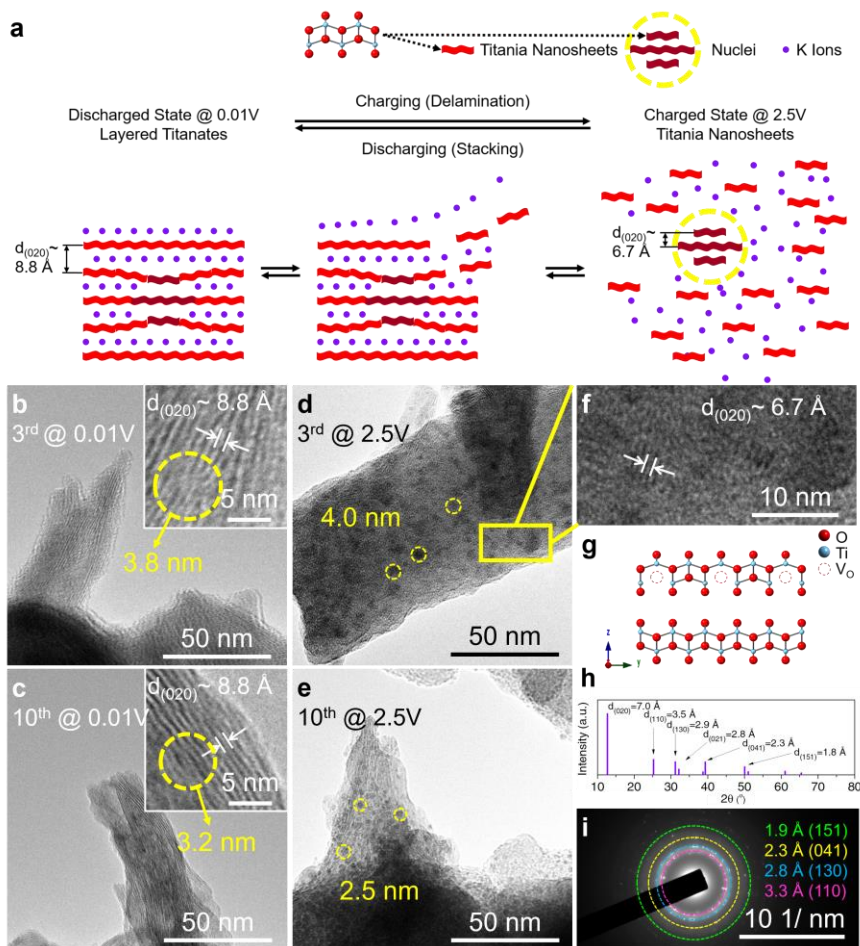 a
Titania Nanosheets
Nuclei
K Ions
Discharged State @ 0.01V
Layered Titanates
Charging (Delamination)
Discharging (Stacking)
Charged State @ 2.5V
Titania Nanosheets
d(020)~
8.8 Å
d(020)~
6.7 Å
b
3rd @ 0.01V
d(020)~ 8.8 Å
5 nm
3.8 nm
50 nm
d
3rd @ 2.5V
4.0 nm
50 nm
f
d(020)~ 6.7 Å
10 nm
g
O
Ti
VO
z
y
c
10th @ 0.01V
d(020)~ 8.8 Å
5 nm
3.2 nm
50 nm
e
10th @ 2.5V
2.5 nm
50 nm
h
Intensity (a.u.)
d(020)=7.0 Å
d(110)=3.5 Å
d(130)=2.9 Å
d(021)=2.8 Å
d(041)=2.3 Å
d(151)=1.8 Å
10 20 30 40 50 60 70 80
2θ (°)
i
1.9 Å (151)
2.3 Å (041)
2.8 Å (130)
3.3 Å (110)
10 1/ nm